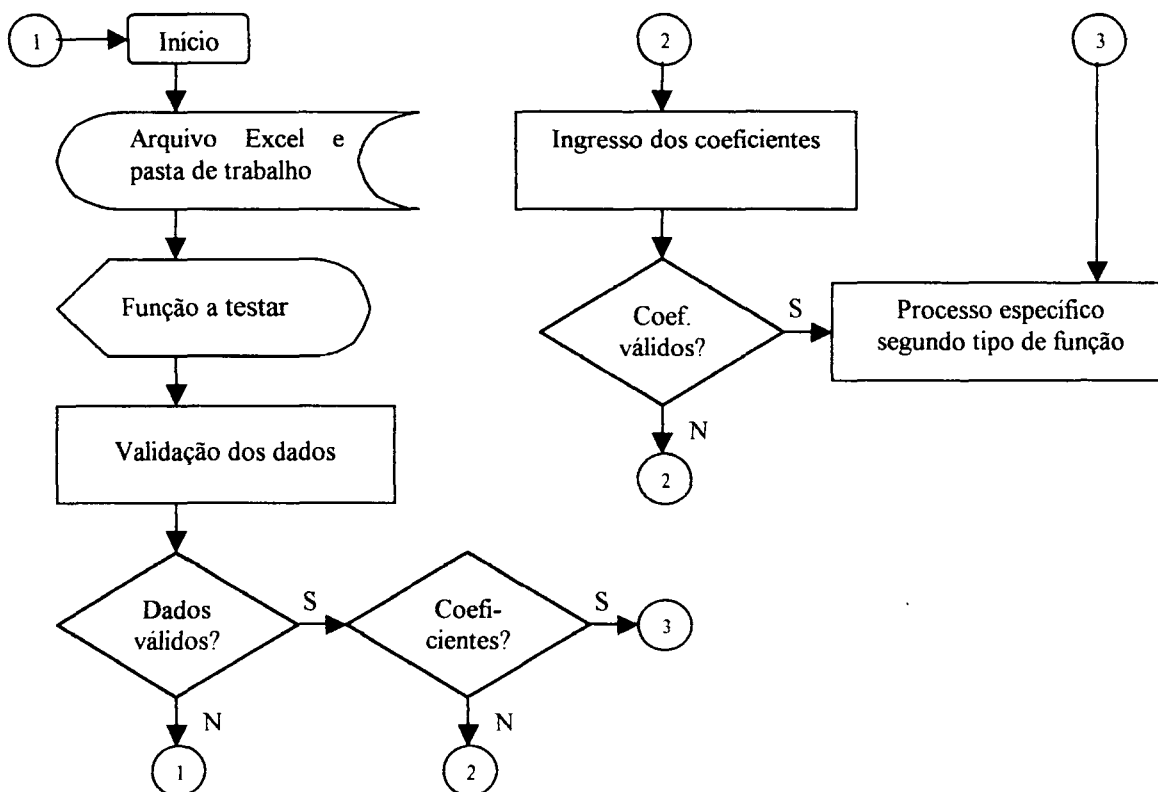 1
Início
Arquivo Excel e
pasta de trabalho
Função a testar
Validação dos dados
Dados
válidos?
S
N
1
Coefi-
cientes?
S
3
N
2
2
Ingresso dos coeficientes
Coef.
válidos?
S
N
2
3
Processo específico
segundo tipo de função